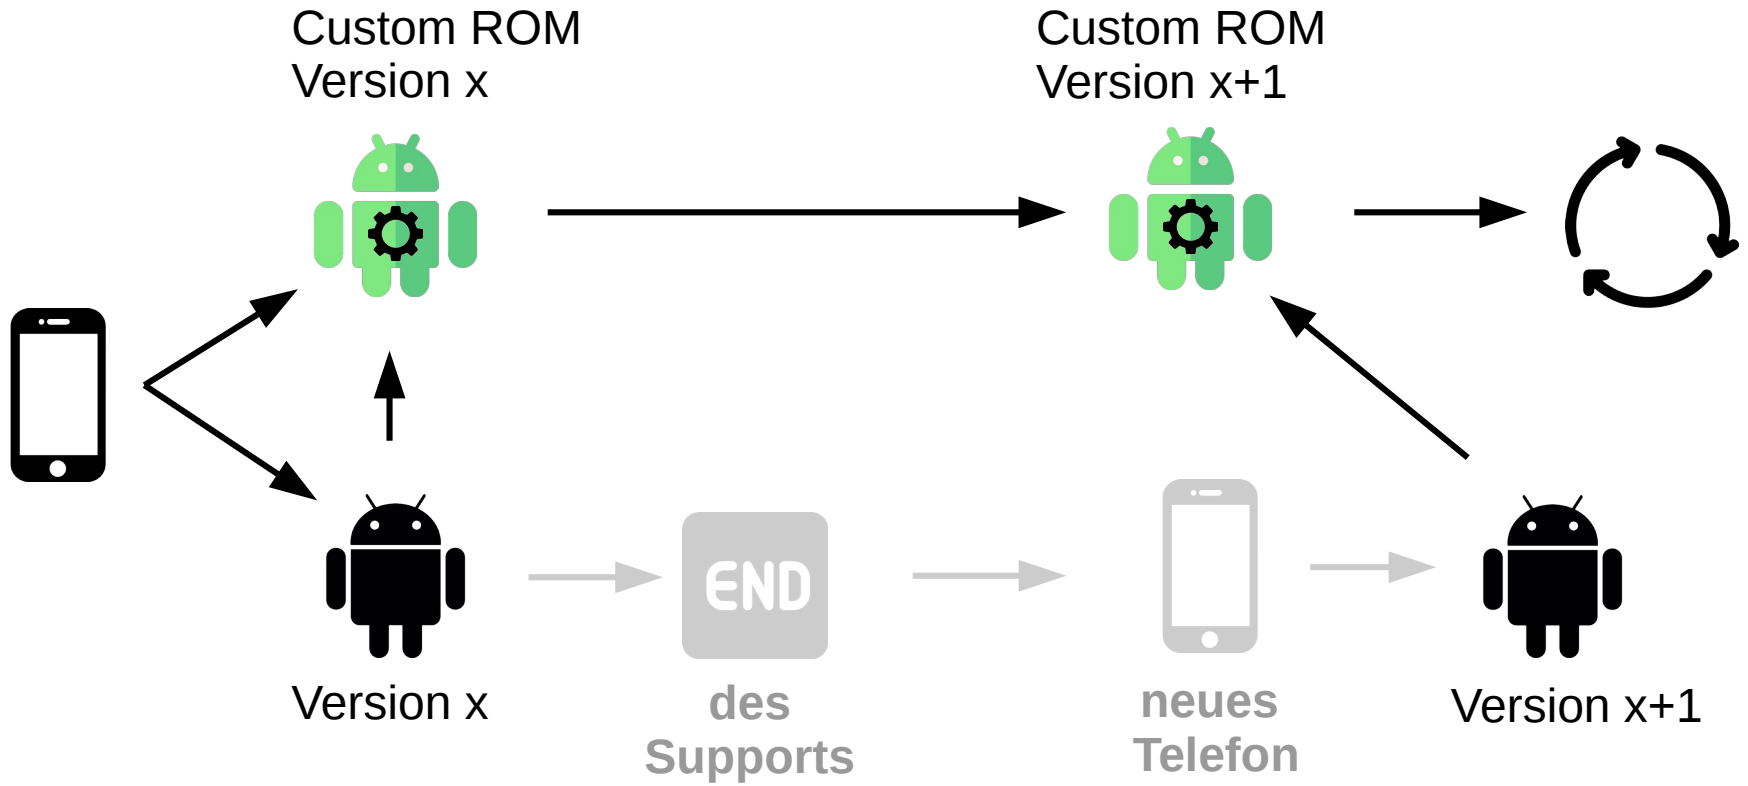 Custom ROM
Version x
Custom ROM
Version x+1
END
des
Supports
neues
Telefon
Version x
Version x+1